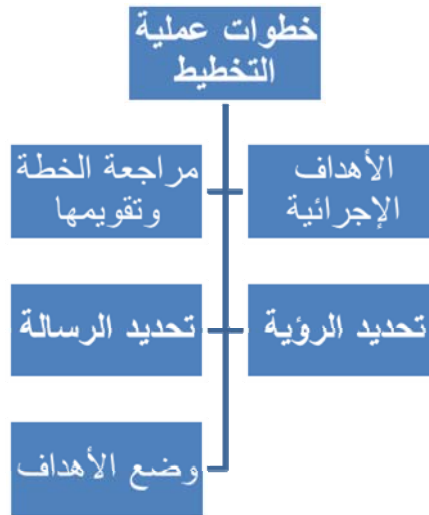 خطوات عملية
التخطيط
الأهداف
الإجرائية
مراجعة الخطة
وتقويمها
تحديد الرؤية
تحديد الرسالة
وضع الأهداف